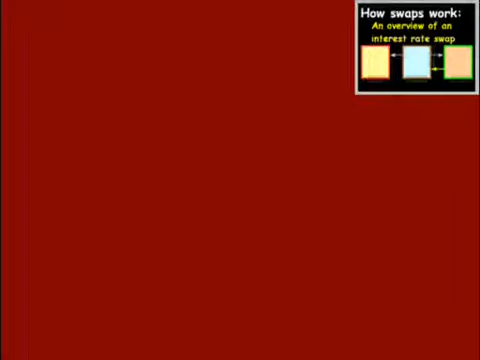 How swaps work:
An overview of an
interest rate swap